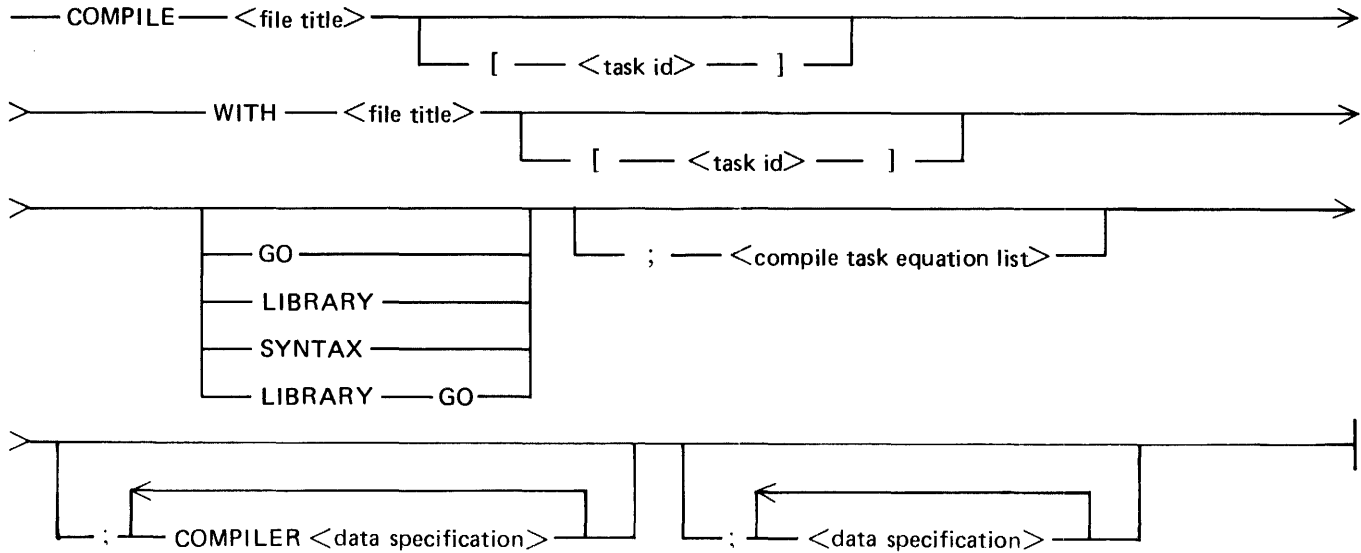 COMPILE <file title>
[ <task id> ]
WITH <file title>
[ <task id> ]
GO
; <compile task equation list>
LIBRARY
SYNTAX
LIBRARY GO
; COMPILER <data specification>
; <data specification>